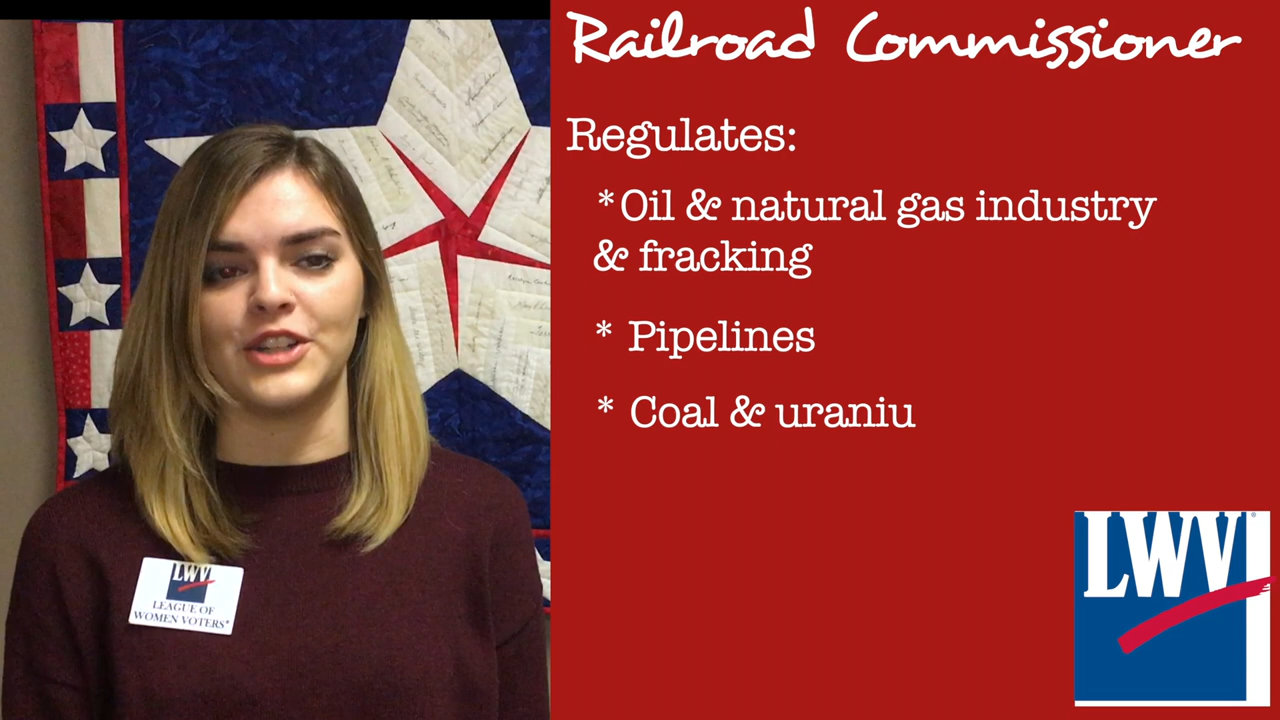 Railroad Commissioner
Regulates:
*Oil & natural gas industry
& fracking
* Pipelines
* Coal & uraniu
LWV
LEAGUE OF
WOMEN VOTERS®
LWV®